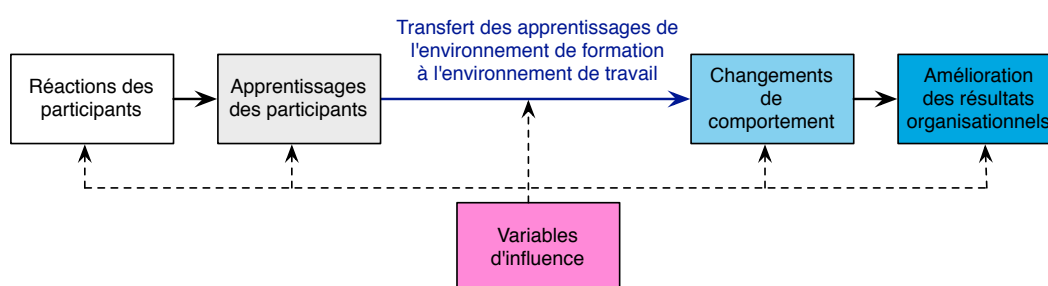 Transfert des apprentissages de
l'environnement de formation
à l'environnement de travail
Réactions des
participants
Apprentissages
des participants
Changements
de
comportement
Amélioration
des résultats
organisationnels
Variables
d'influence